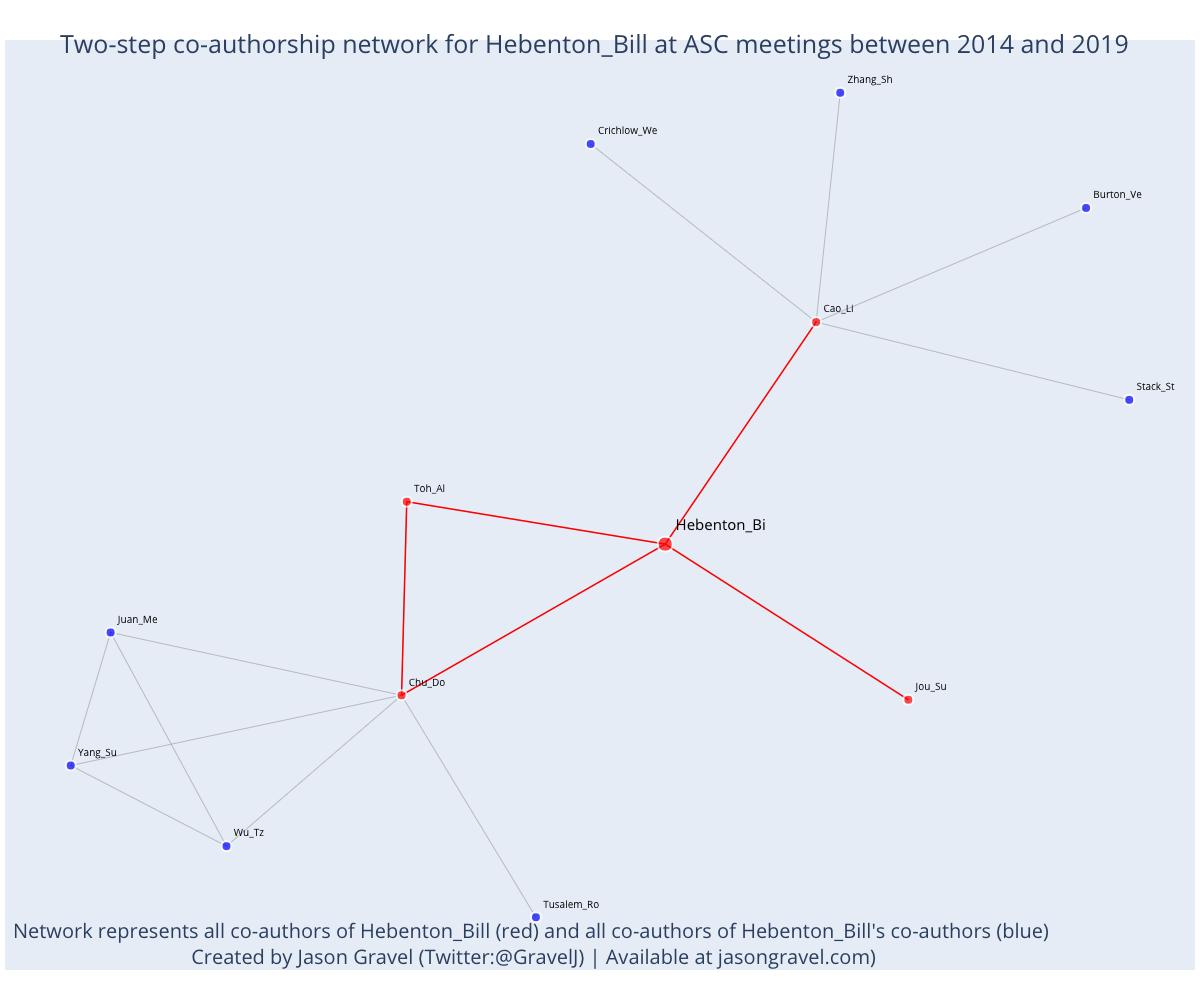 Two-step co-authorship network for Hebenton_Bill at ASC meetings between 2014 and 2019
Zhang_Sh
Crichlow_We
Burton_Ve
Cao_Li
Stack_St
Toh_Al
Hebenton_Bi
Juan_Me
Chu_Do
Jou_Su
Yang_Su
Wu_Tz
Tusalem_Ro
Network represents all co-authors of Hebenton_Bill (red) and all co-authors of Hebenton_Bill's co-authors (blue)
Created by Jason Gravel (Twitter:@GravelJ) | Available at jasongravel.com)